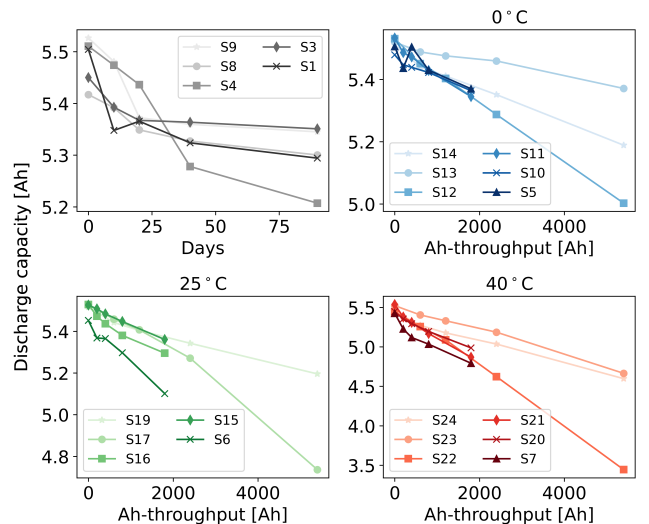 0°C
5.5
5.4
5.3
5.2
S9
S8
S4
S3
S1
0
25
50
75
Days
5.4
5.2
5.0
S14
S13
S12
S11
S10
S5
0
2000
4000
Ah-throughput [Ah]
Discharge capacity [Ah]
25°C
5.4
5.2
5.0
4.8
S19
S17
S16
S15
S6
0
2000
4000
Ah-throughput [Ah]
40°C
5.5
5.0
4.5
4.0
3.5
S24
S23
S22
S21
S20
S7
0
2000
4000
Ah-throughput [Ah]